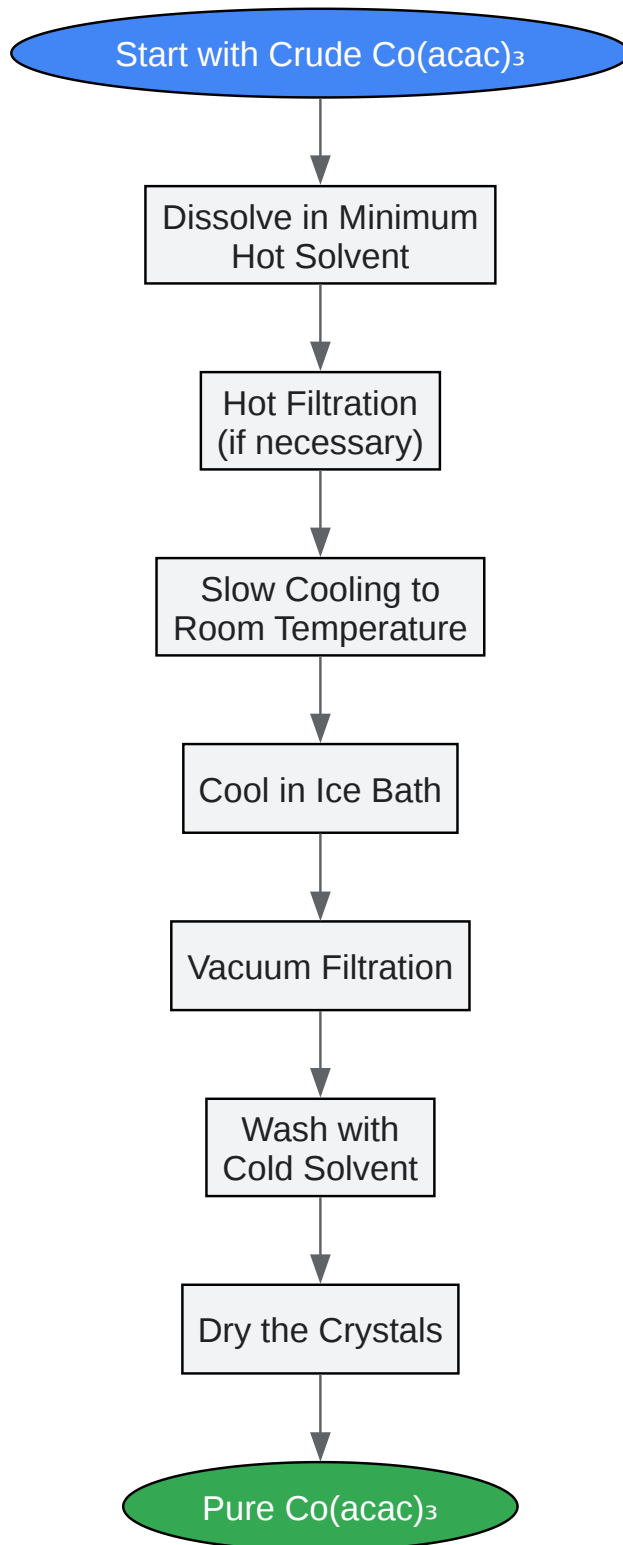 Start with Crude Co(acac)₃
Dissolve in Minimum
Hot Solvent
Hot Filtration
(if necessary)
Slow Cooling to
Room Temperature
Cool in Ice Bath
Vacuum Filtration
Wash with
Cold Solvent
Dry the Crystals
Pure Co(acac)₃